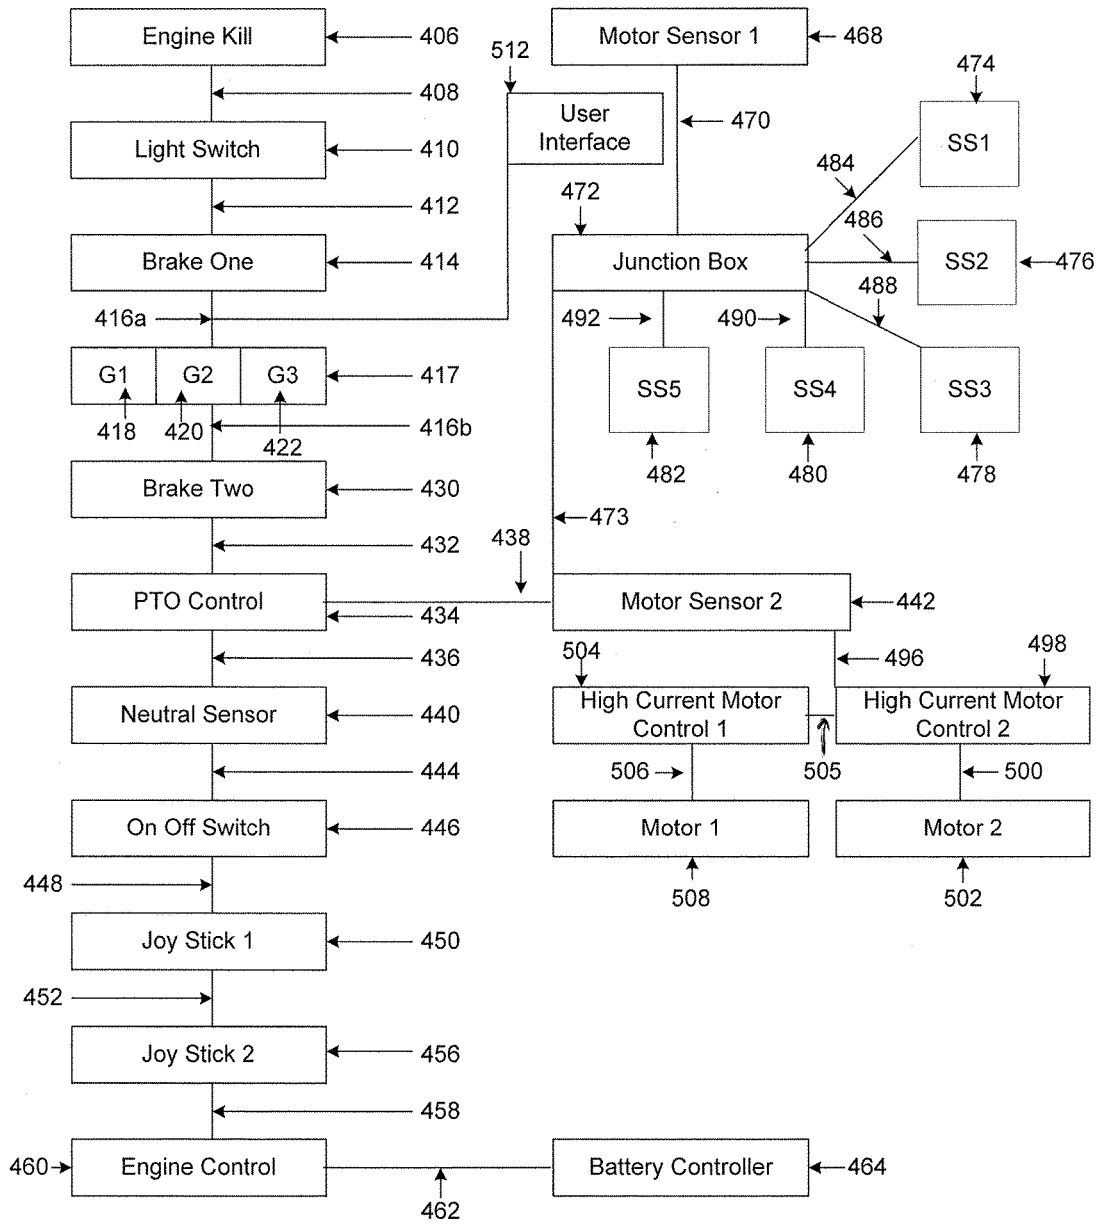 Engine Kill
406
Motor Sensor 1
468
512
474
408
User
Interface
470
SS1
Light Switch
410
484
472
412
486
Brake One
414
Junction Box
SS2
476
488
416a
492
490
G1
G2
G3
417
SS5
SS4
SS3
418
420
422
416b
482
480
478
Brake Two
430
473
432
438
PTO Control
434
Motor Sensor 2
442
436
504
496
498
Neutral Sensor
440
High Current Motor
Control 1
High Current Motor
Control 2
444
506
505
500
On Off Switch
446
Motor 1
Motor 2
448
508
502
Joy Stick 1
450
452
Joy Stick 2
456
458
460
Engine Control
Battery Controller
464
462